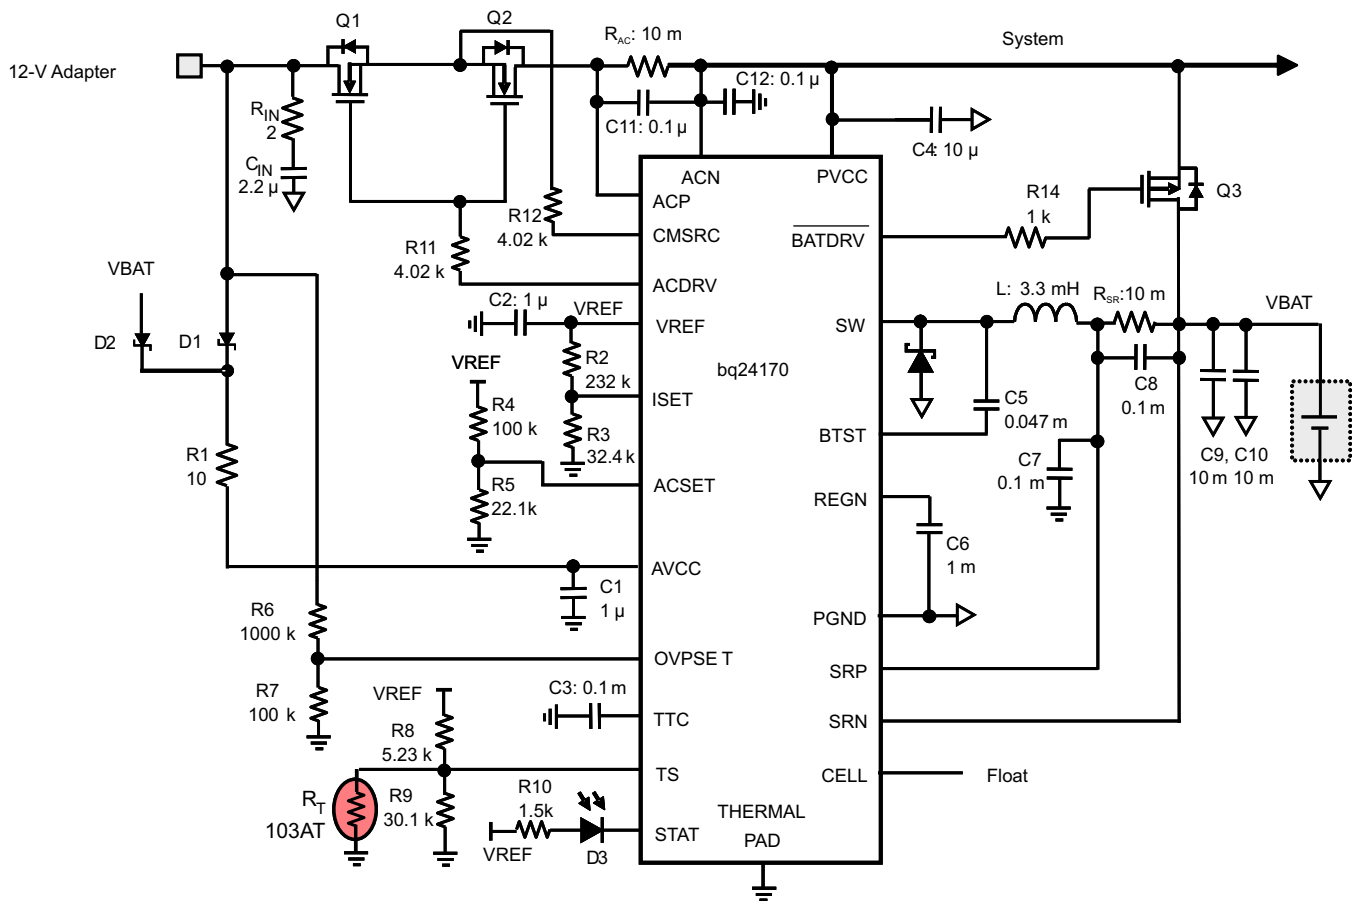 Q1
Q2
R_AC: 10 m
System
12-V Adapter
C12: 0.1 µ
R_IN
2
C11: 0.1 µ
C4: 10 µ
C_IN
2.2 µ
ACN
PVCC
ACP
R14
1 k
Q3
R12
4.02 k
CMSRC
BATDRV
R11
4.02 k
VBAT
ACDRV
C2: 1 µ
VREF
L: 3.3 mH
R_SR:10 m
VBAT
VREF
SW
D2
D1
VREF
R2
232 k
bq24170
C8
0.1 m
R4
100 k
ISET
C5
0.047 m
R3
32.4 k
BTST
R1
10
C7
0.1 m
C9, C10
10 m 10 m
R5
22.1k
ACSET
REGN
C6
1 m
AVCC
C1
1 µ
R6
1000 k
PGND
OVPSE T
SRP
R7
100 k
VREF
C3: 0.1 m
TTC
SRN
R8
5.23 k
TS
CELL
Float
R_T
103AT
R9
30.1 k
R10
1.5k
THERMAL
PAD
STAT
VREF
D3